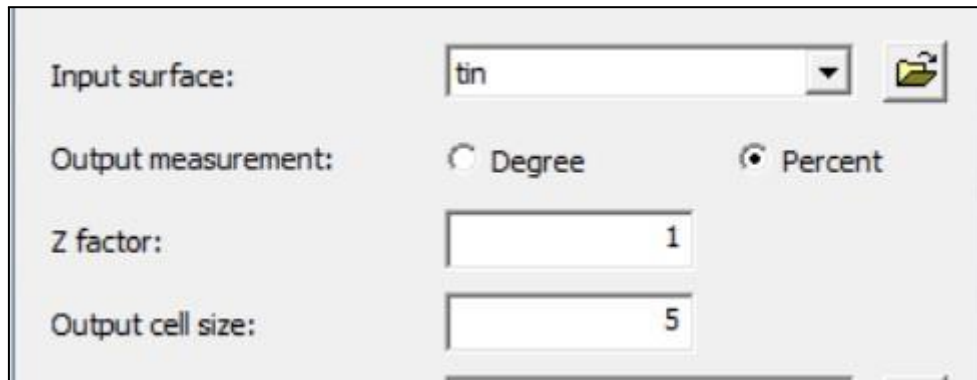 Input surface: tin
Output measurement: Degree Percent
Z factor: 1
Output cell size: 5